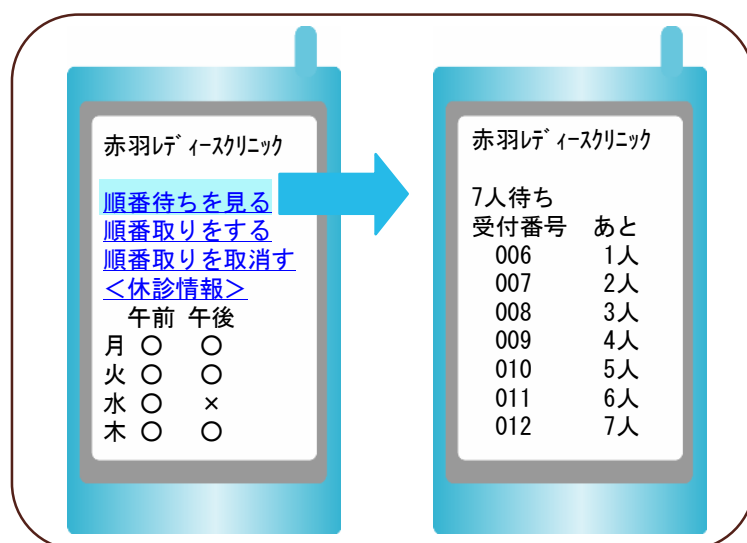 赤羽ﾚﾃﾞｨｰｽｸﾘﾆｯｸ
順番待ちを見る
順番取りをする
順番取りを取消す
＜休診情報＞
午前 午後
月 〇 〇
火 〇 〇
水 〇 ×
木 〇 〇
赤羽ﾚﾃﾞｨｰｽｸﾘﾆｯｸ
7人待ち
受付番号 あと
006 1人
007 2人
008 3人
009 4人
010 5人
011 6人
012 7人